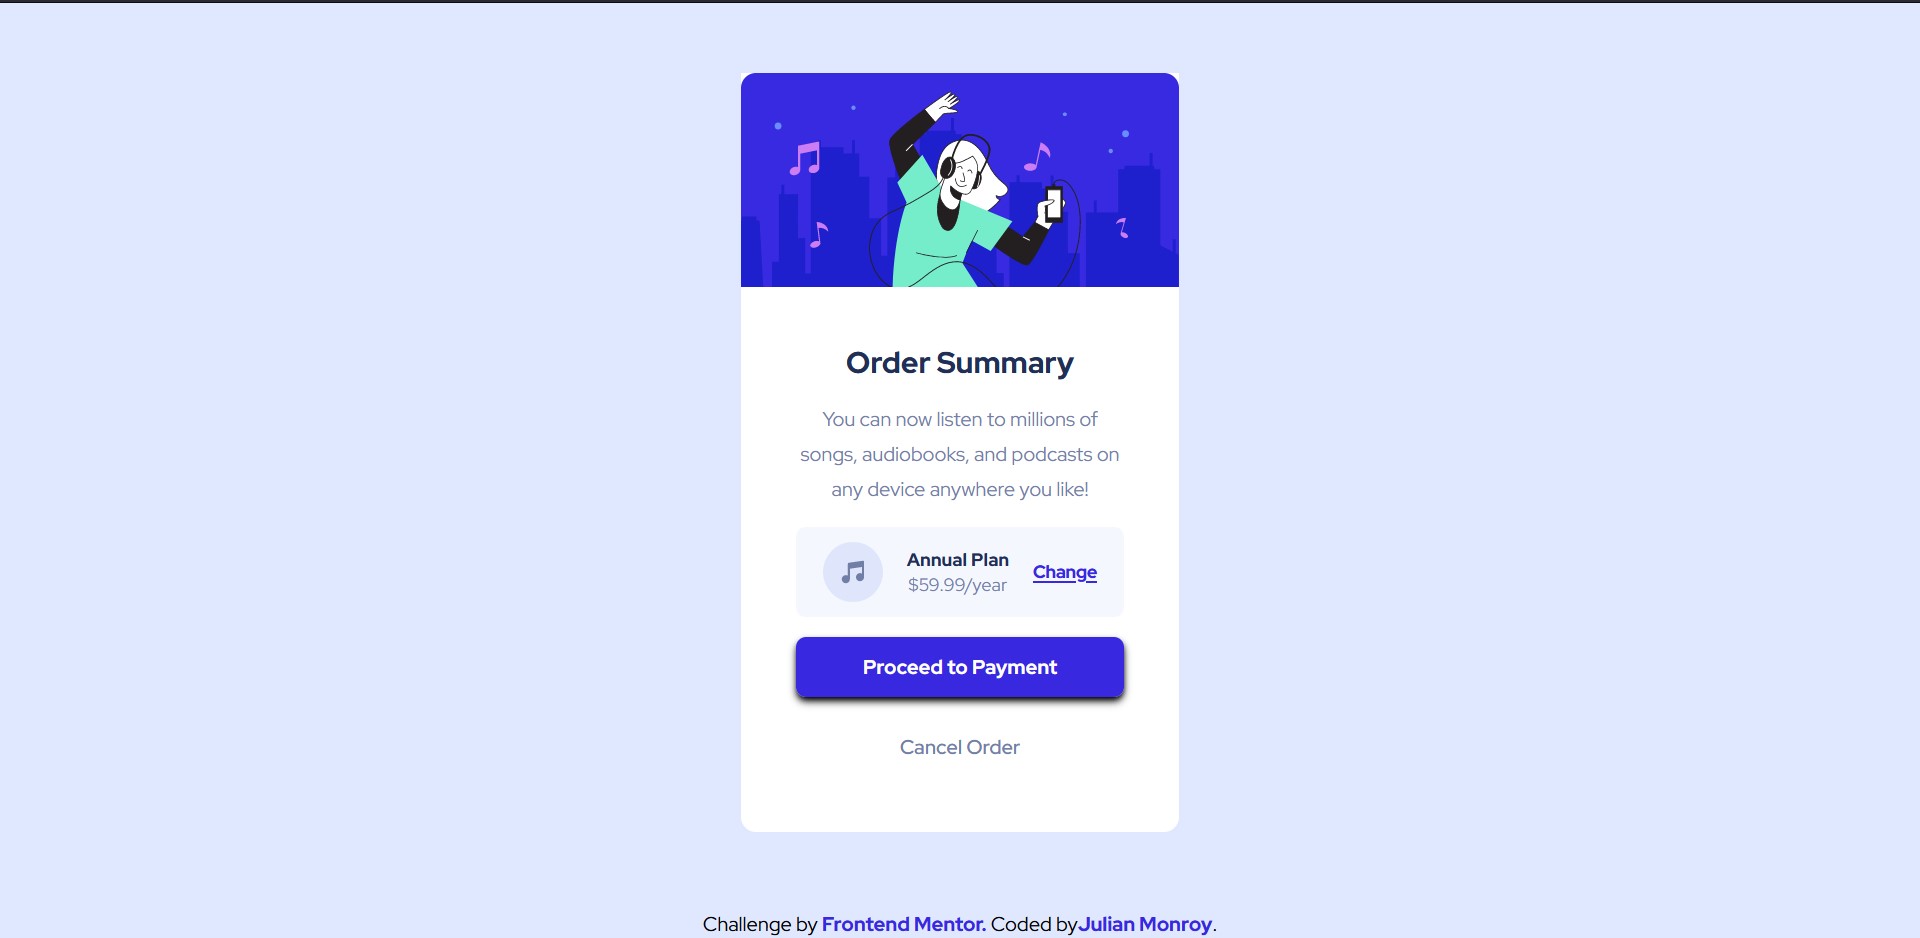 Order Summary
You can now listen to millions of
songs, audiobooks, and podcasts on
any device anywhere you like!
Annual Plan
$59.99/year
Change
Proceed to Payment
Cancel Order
Challenge by Frontend Mentor. Coded byJulian Monroy.